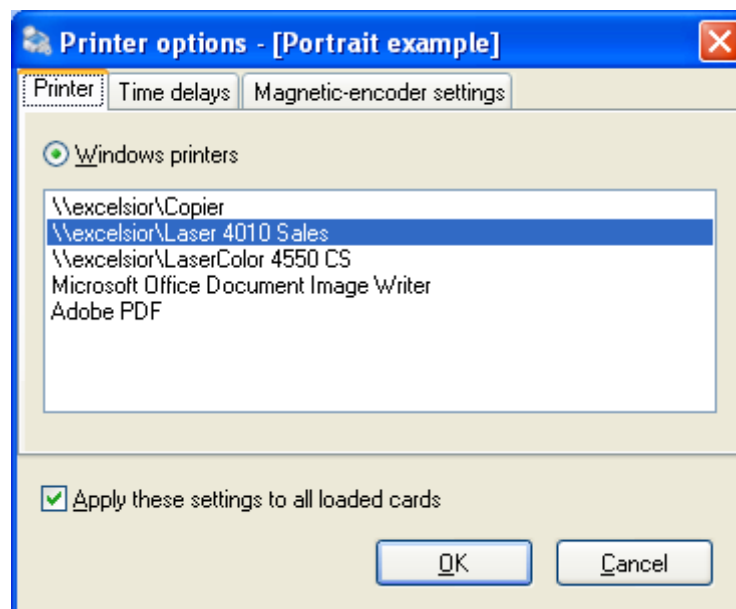 Printer options - [Portrait example]
Printer Time delays Magnetic-encoder settings
Windows printers
\\excelsior\Copier
\\excelsior\Laser 4010 Sales
\\excelsior\LaserColor 4550 CS
Microsoft Office Document Image Writer
Adobe PDF
Apply these settings to all loaded cards
OK Cancel